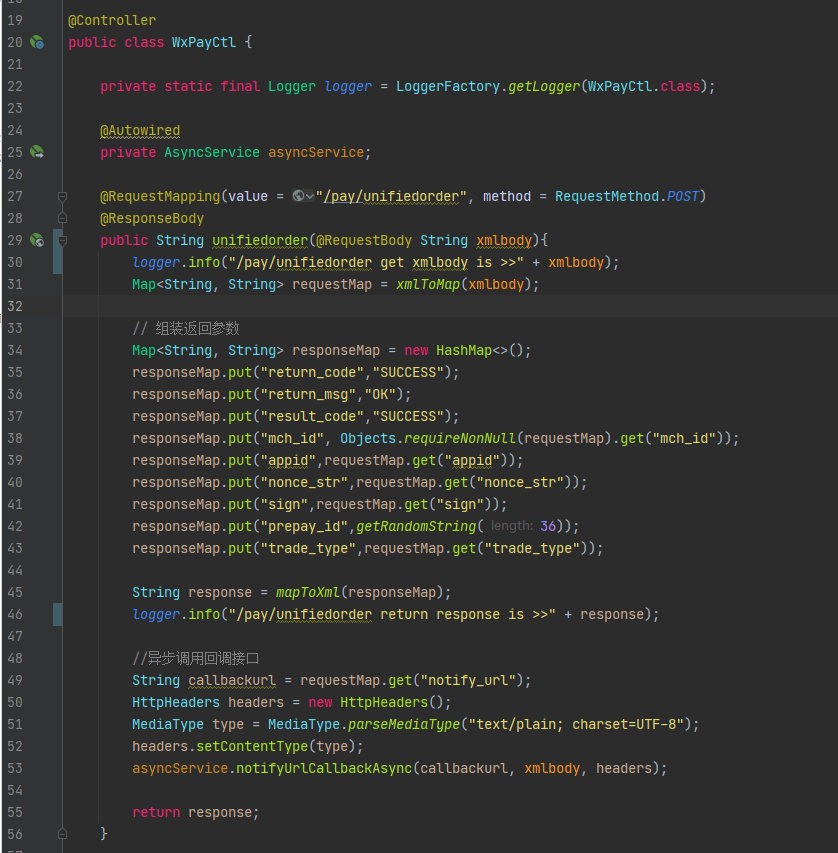 19 @Controller
20 public class WxPayCtl {
21
22 private static final Logger logger = LoggerFactory.getLogger(WxPayCtl.class);
23
24 @Autowired
25 private AsyncService asyncService;
26
27 @RequestMapping(value = "/pay/unifiedorder", method = RequestMethod.POST)
28 @ResponseBody
29 public String unifiedorder(@RequestBody String xmlbody){
30 logger.info("/pay/unifiedorder get xmlbody is >>" + xmlbody);
31 Map<String, String> requestMap = xmlToMap(xmlbody);
32
33 // 组装返回参数
34 Map<String, String> responseMap = new HashMap<>();
35 responseMap.put("return_code","SUCCESS");
36 responseMap.put("return_msg","OK");
37 responseMap.put("result_code","SUCCESS");
38 responseMap.put("mch_id", Objects.requireNonNull(requestMap).get("mch_id"));
39 responseMap.put("appid",requestMap.get("appid"));
40 responseMap.put("nonce_str",requestMap.get("nonce_str"));
41 responseMap.put("sign",requestMap.get("sign"));
42 responseMap.put("prepay_id",getRandomString( length: 36));
43 responseMap.put("trade_type",requestMap.get("trade_type"));
44
45 String response = mapToXml(responseMap);
46 logger.info("/pay/unifiedorder return response is >>" + response);
47
48 //异步调用回调接口
49 String callbackurl = requestMap.get("notify_url");
50 HttpHeaders headers = new HttpHeaders();
51 MediaType type = MediaType.parseMediaType("text/plain; charset=UTF-8");
52 headers.setContentType(type);
53 asyncService.notifyUrlCallbackAsync(callbackurl, xmlbody, headers);
54
55 return response;
56 }